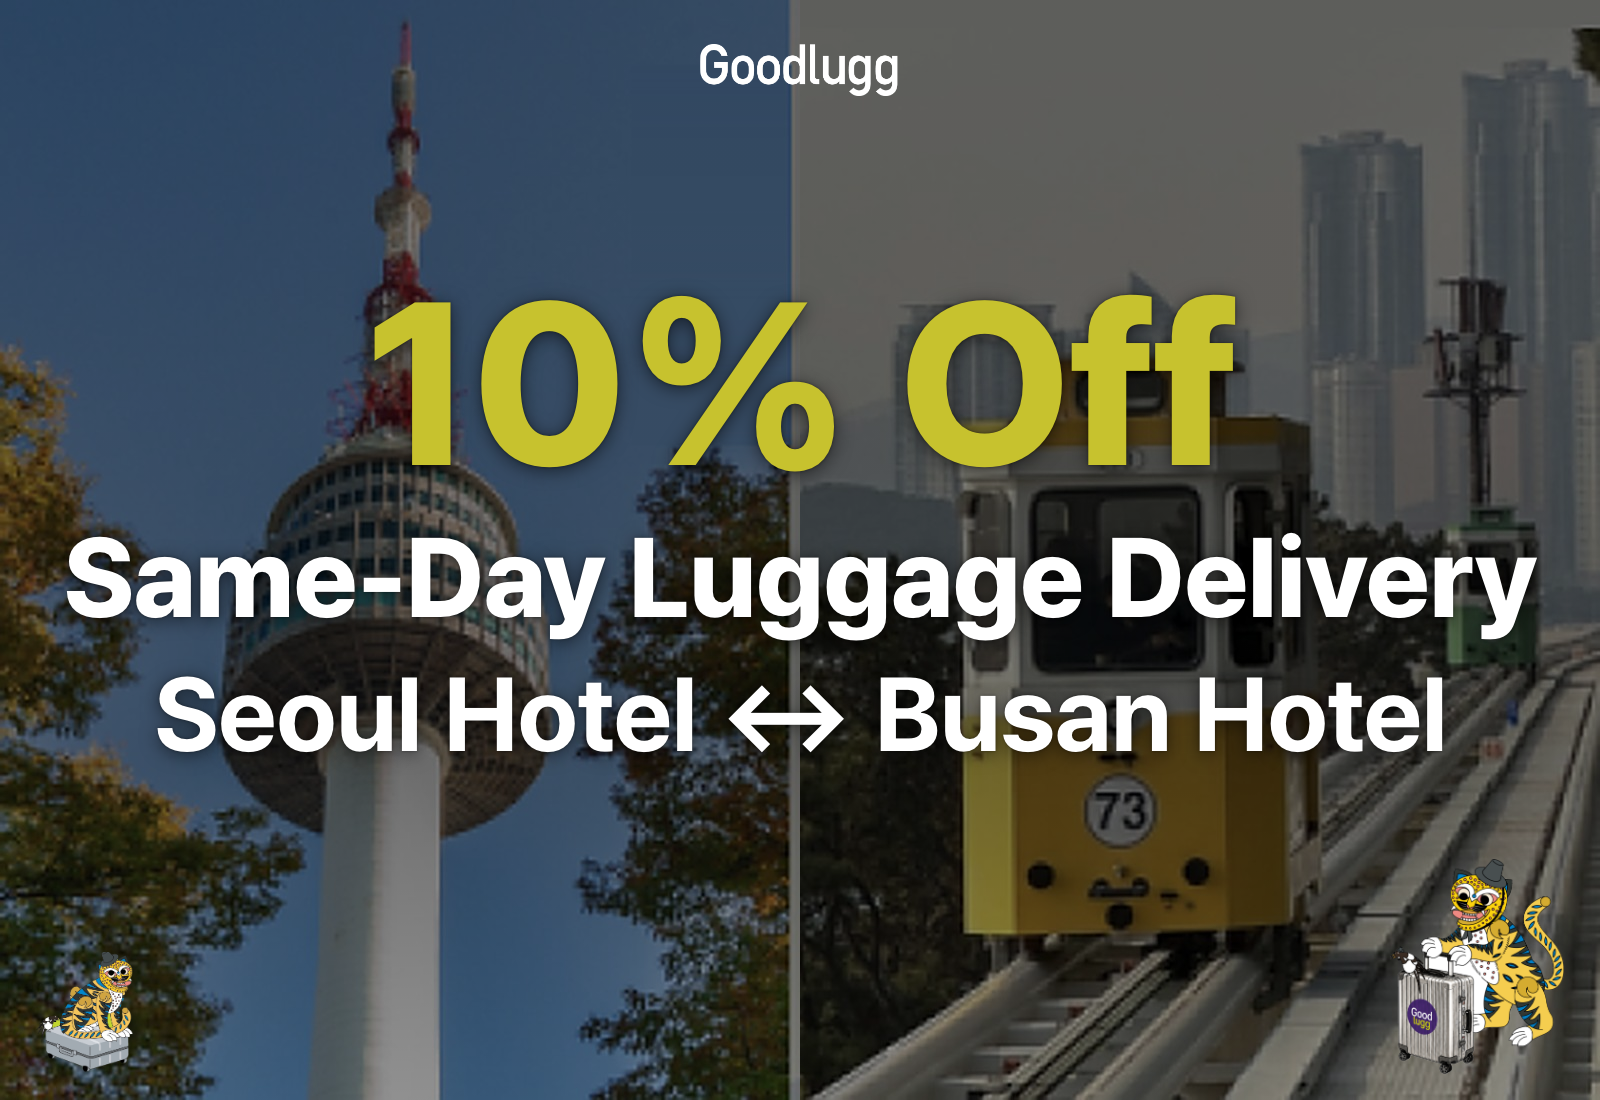 Goodlugg
10% Off
Same-Day Luggage Delivery
Seoul Hotel ↔ Busan Hotel
73
Good
lugg